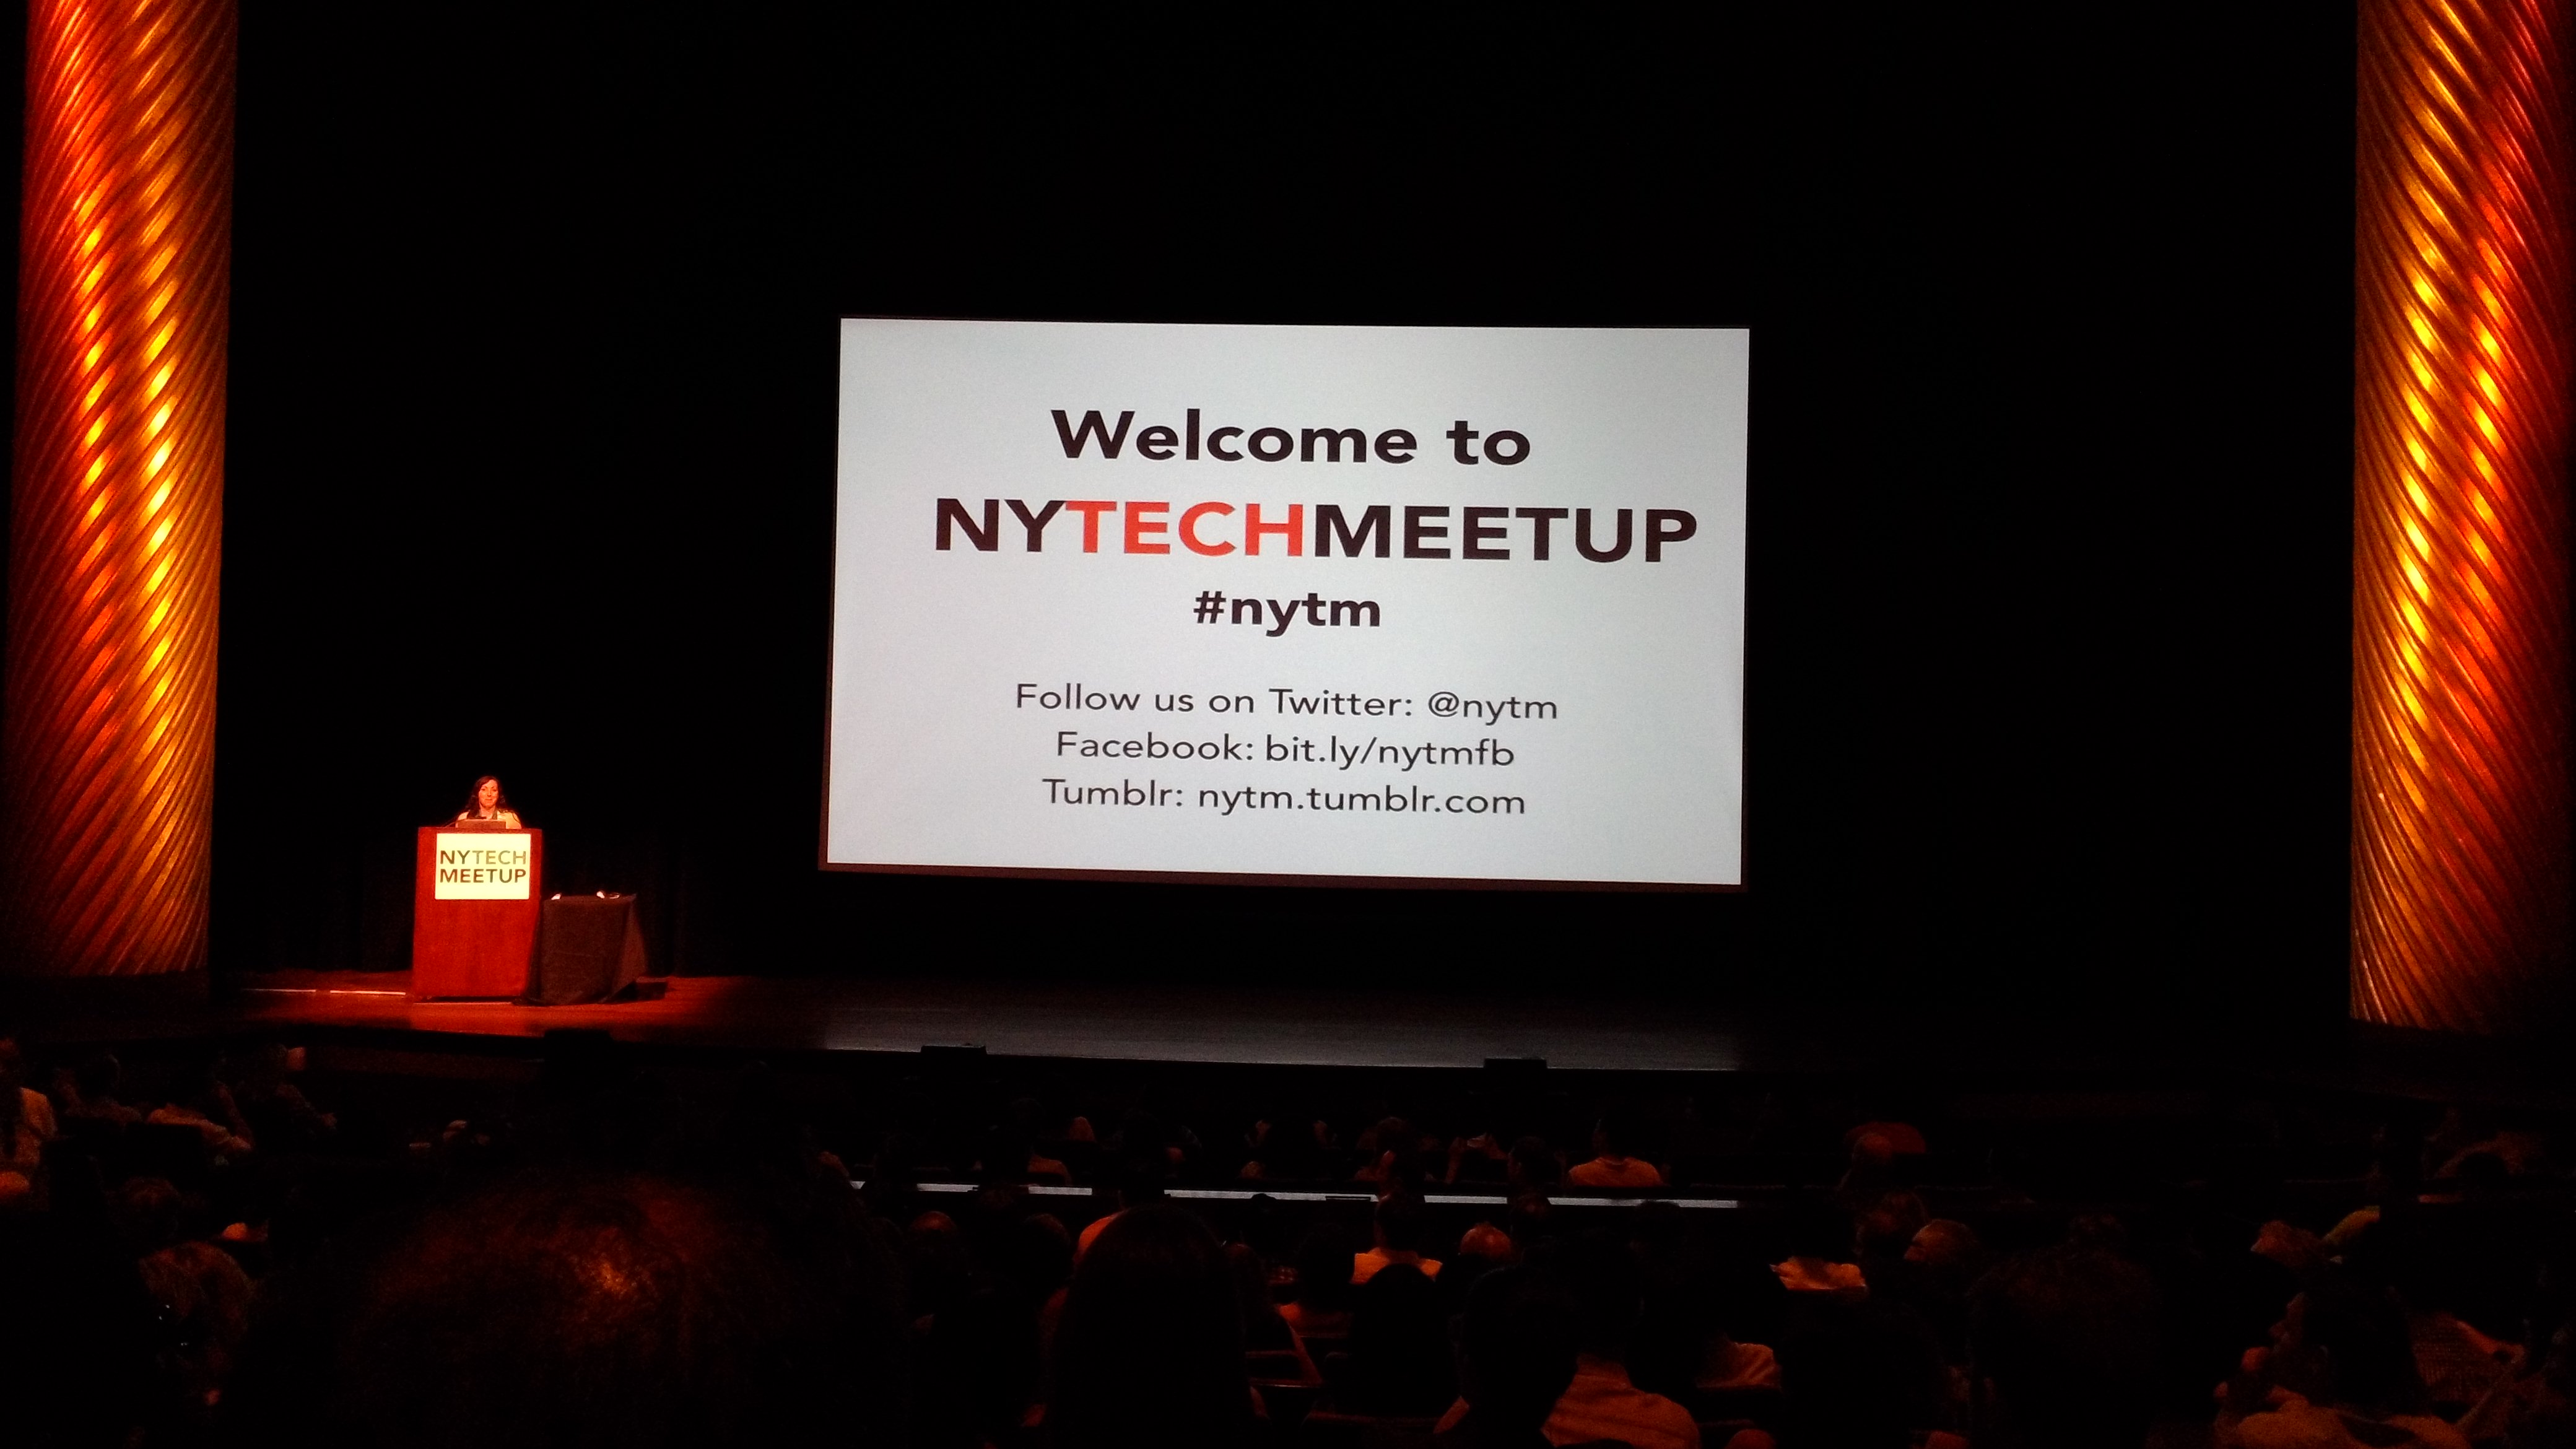 Welcome to
NYTECHMEETUP
#nytm
Follow us on Twitter: @nytm
Facebook: bit.ly/nytmfb
Tumblr: nytm.tumblr.com
NYTECH
MEETUP